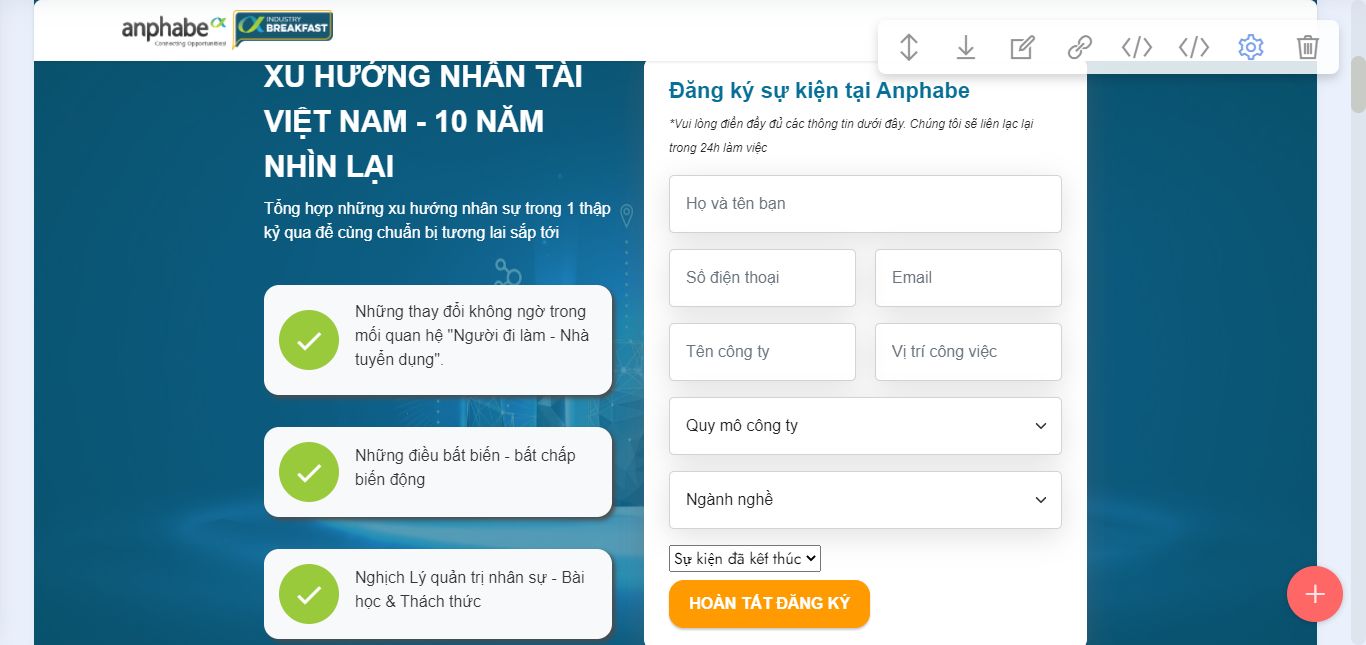 anphabe
Connecting Opportunities
INDUSTRY
BREAKFAST
XU HƯỚNG NHÂN TÀI
VIỆT NAM - 10 NĂM
NHÌN LẠI
Tổng hợp những xu hướng nhân sự trong 1 thập
kỷ qua để cùng chuẩn bị tương lai sắp tới
Những thay đổi không ngờ trong
mối quan hệ "Người đi làm - Nhà
tuyển dụng".
Những điều bất biến - bất chấp
biến động
Nghịch Lý quản trị nhân sự - Bài
học & Thách thức
Đăng ký sự kiện tại Anphabe
*Vui lòng điền đầy đủ các thông tin dưới đây. Chúng tôi sẽ liên lạc lại
trong 24h làm việc
Họ và tên bạn
Số điện thoại
Email
Tên công ty
Vị trí công việc
Quy mô công ty
Ngành nghề
Sự kiện đã kết thúc
HOÀN TẤT ĐĂNG KÝ